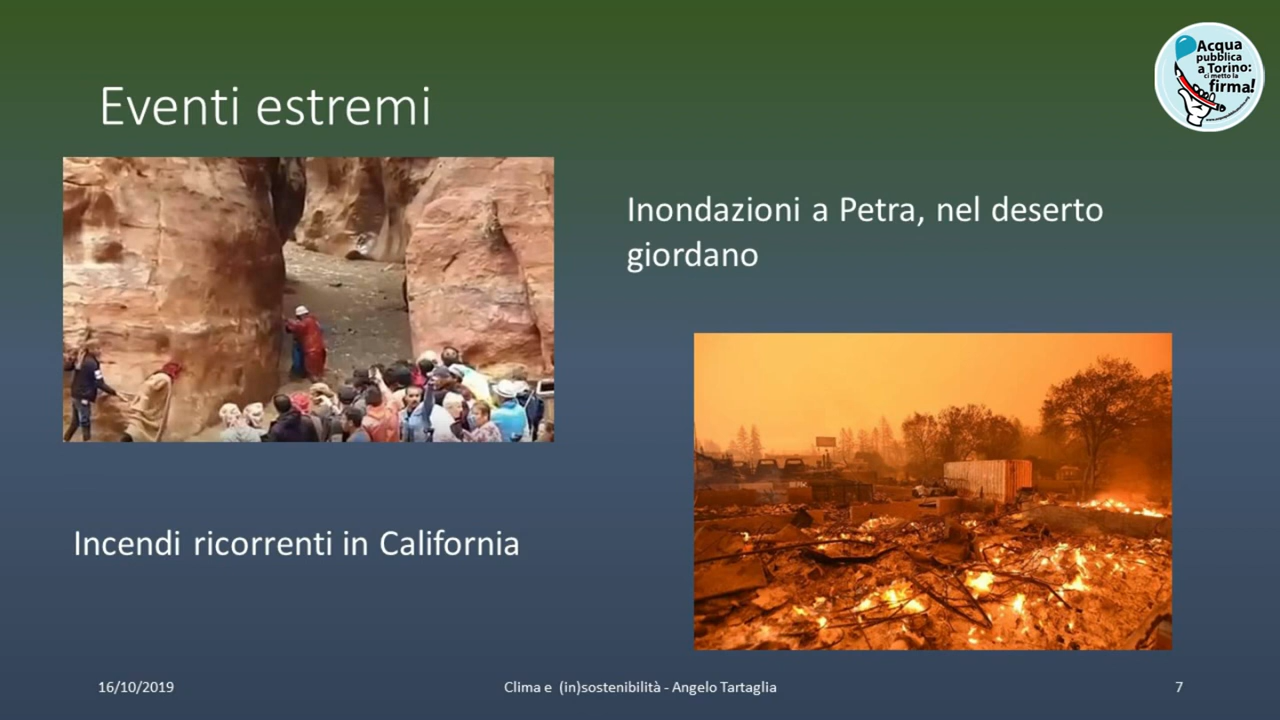 Acqua
pubblica
a Torino:
ci metto la
firma!
Eventi estremi
Inondazioni a Petra, nel deserto
giordano
Incendi ricorrenti in California
16/10/2019
Clima e  (in)sostenibilità - Angelo Tartaglia
7